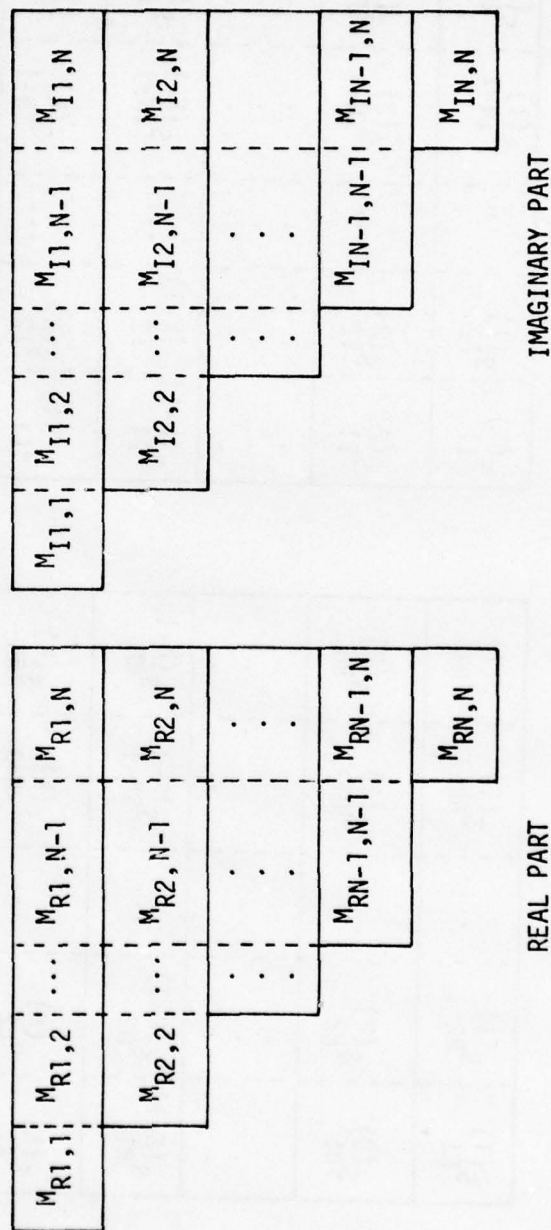 M_R1,1 M_R1,2 ... M_R1,N-1 M_R1,N
M_R2,2 ... M_R2,N-1 M_R2,N
⋮ ⋮ ⋮
M_RN-1,N-1 M_RN-1,N
M_RN,N
REAL PART
M_I1,1 M_I1,2 ... M_I1,N-1 M_I1,N
M_I2,2 ... M_I2,N-1 M_I2,N
⋮ ⋮
M_IN-1,N-1 M_IN-1,N
M_IN,N
IMAGINARY PART